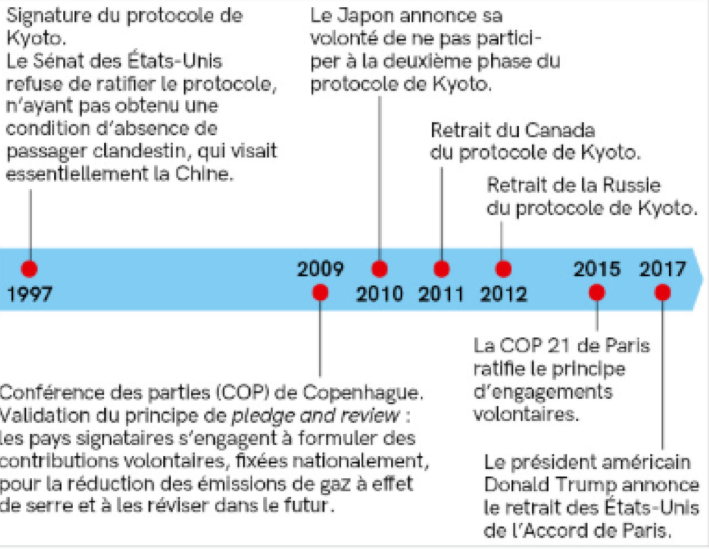 Signature du protocole de
Kyoto.
Le Sénat des États-Unis
refuse de ratifier le protocole,
n'ayant pas obtenu une
condition d'absence de
passager clandestin, qui visait
essentiellement la Chine.
Le Japon annonce sa
volonté de ne pas partici-
per à la deuxième phase du
protocole de Kyoto.
Retrait du Canada
du protocole de Kyoto.
Retrait de la Russie
du protocole de Kyoto.
1997
2009
2010
2011
2012
2015
2017
Conférence des parties (COP) de Copenhague.
Validation du principe de pledge and review :
les pays signataires s'engagent à formuler des
contributions volontaires, fixées nationalement,
pour la réduction des émissions de gaz à effet
de serre et à les réviser dans le futur.
La COP 21 de Paris
ratifie le principe
d'engagements
volontaires.
Le président américain
Donald Trump annonce
le retrait des États-Unis
de l'Accord de Paris.